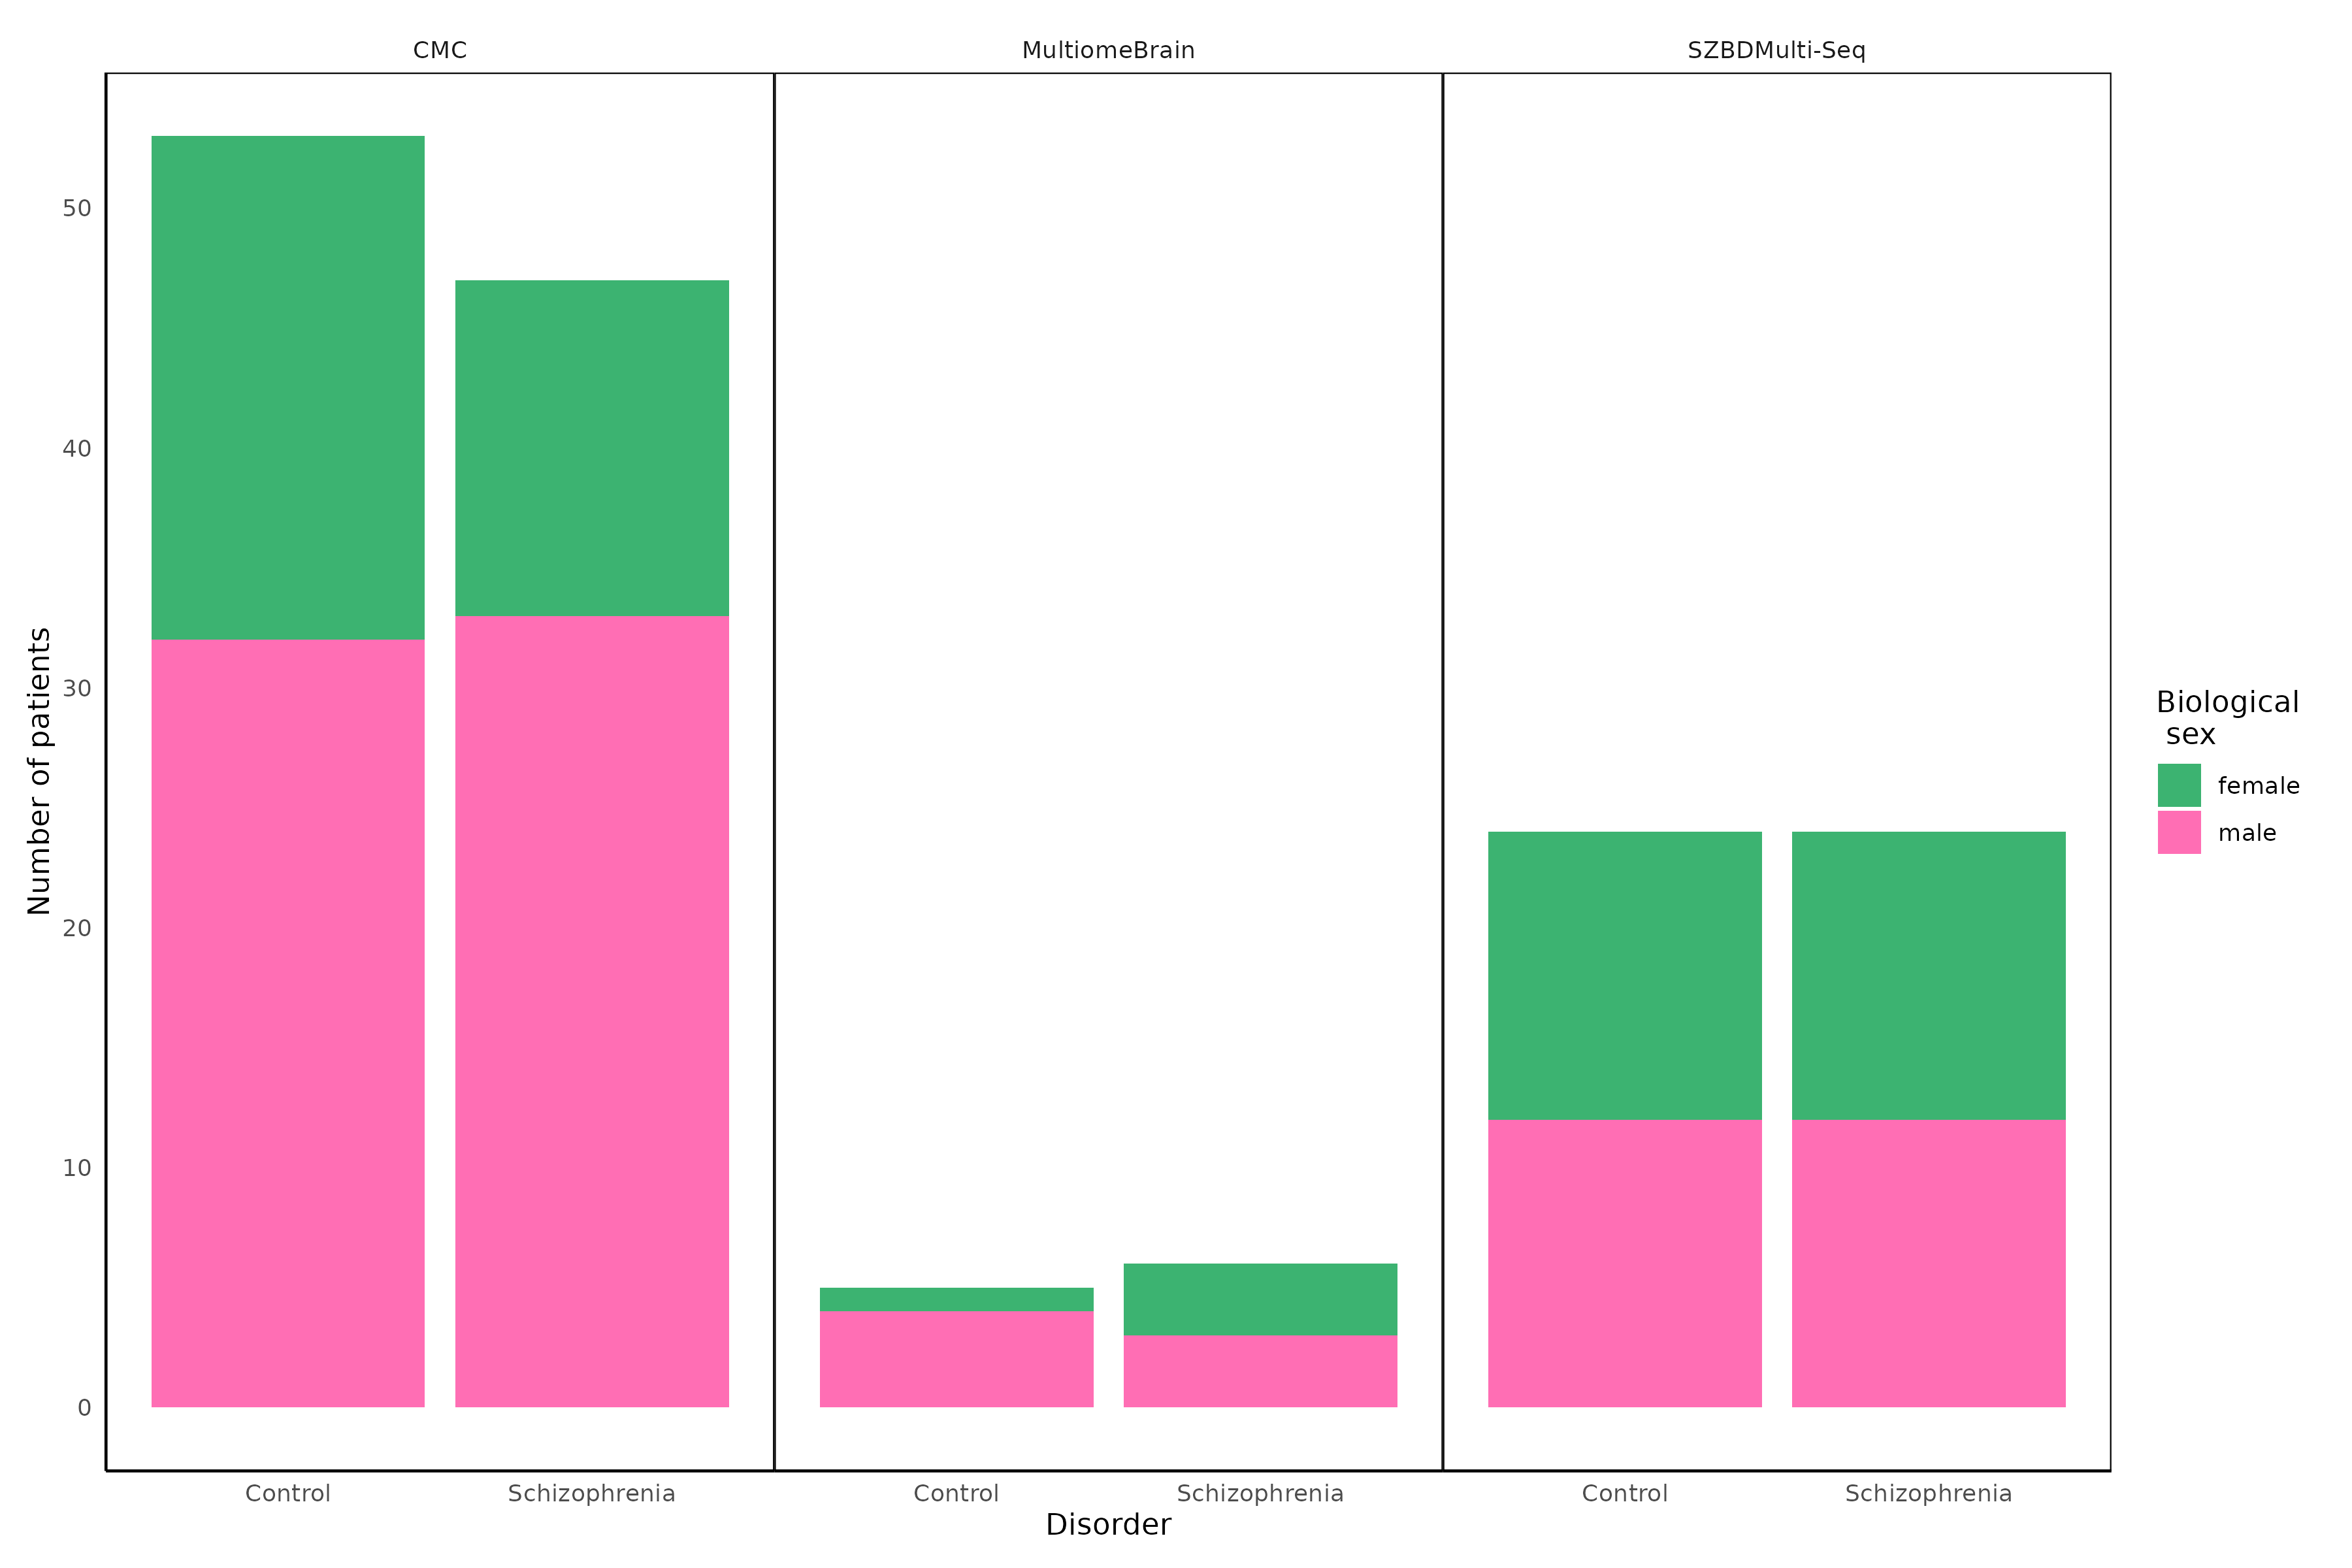 CMC
MultiomeBrain
SZBDMulti-Seq
50
40
30
20
10
0
Number of patients
Control
Schizophrenia
Control
Schizophrenia
Control
Schizophrenia
Disorder
Biological
sex
female
male